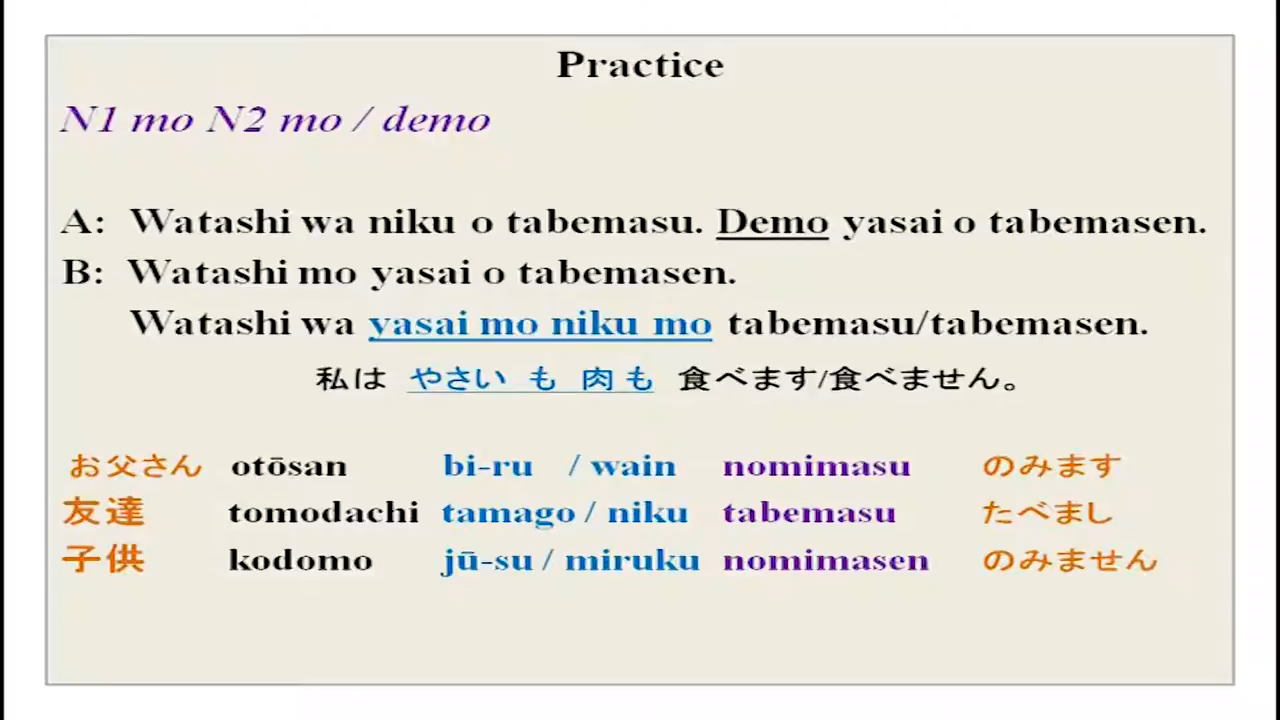 Practice
N1 mo N2 mo / demo
A: Watashi wa niku o tabemasu. Demo yasai o tabemasen.
B: Watashi mo yasai o tabemasen.
Watashi wa yasai mo niku mo tabemasu/tabemasen.
私は やさい も 肉も 食べます/食べません。
お父さん otōsan bi-ru / wain nomimasu のみます
友達 tomodachi tamago / niku tabemasu たべまし
子供 kodomo jū-su / miruku nomimasen のみません